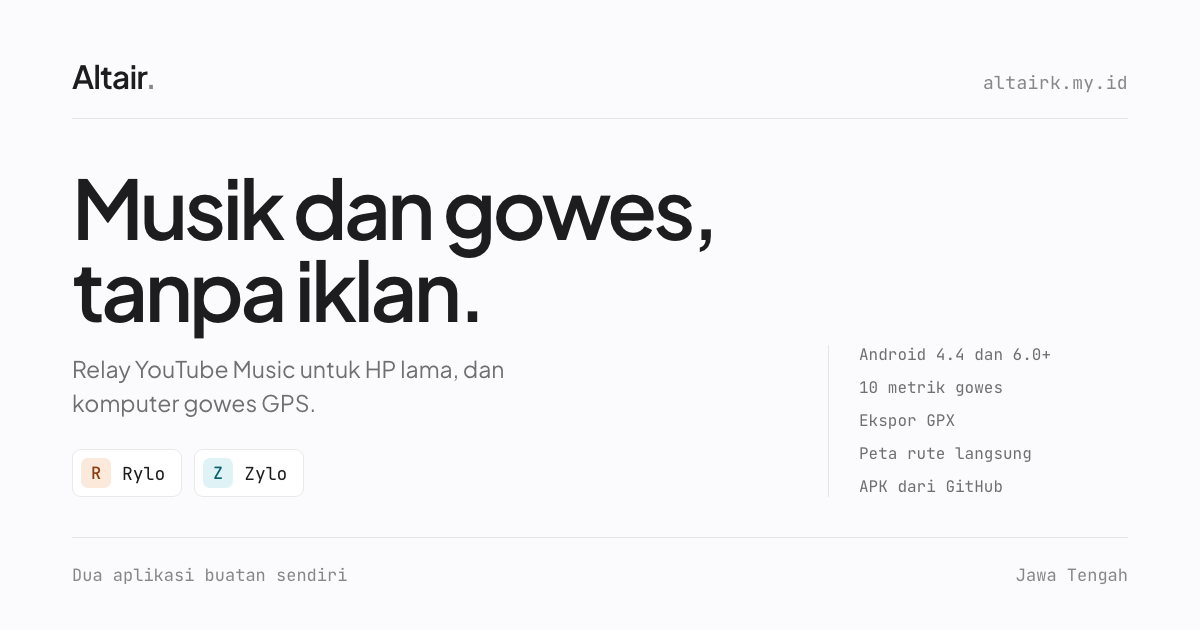 Altair.
altairk.my.id
Musik dan gowes,
tanpa iklan.
Relay YouTube Music untuk HP lama, dan
komputer gowes GPS.
R Rylo
Z Zylo
Android 4.4 dan 6.0+
10 metrik gowes
Ekspor GPX
Peta rute langsung
APK dari GitHub
Dua aplikasi buatan sendiri
Jawa Tengah